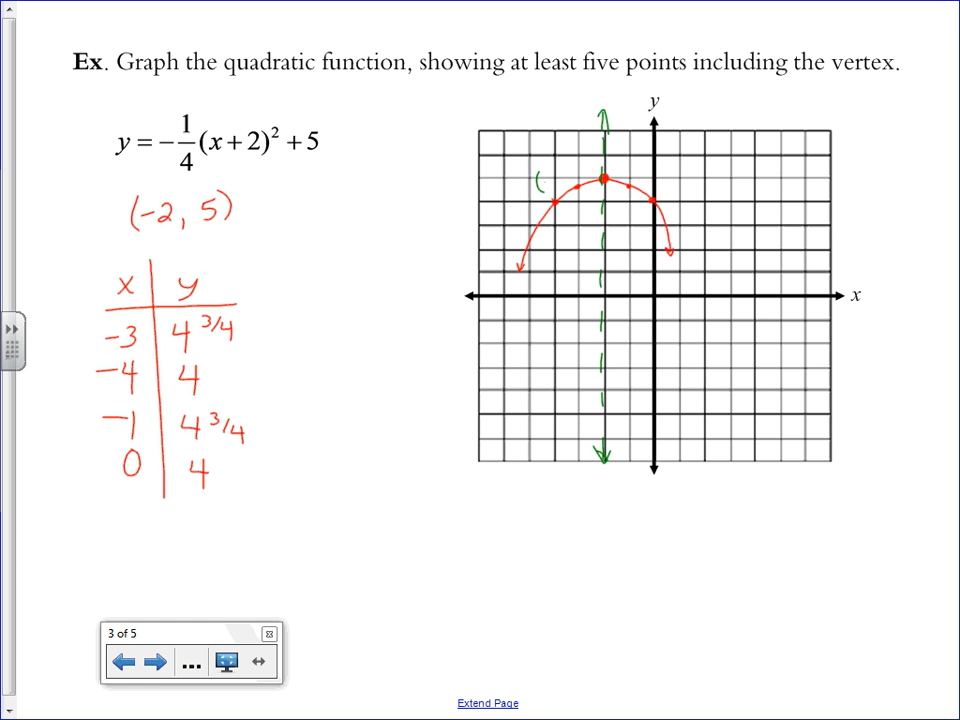 Ex. Graph the quadratic function, showing at least five points including the vertex.
y = -1/4(x+2)² + 5
(-2, 5)
x y
-3 4 3/4
-4 4
-1 4 3/4
0 4
y
(
x
3 of 5
...
Extend Page